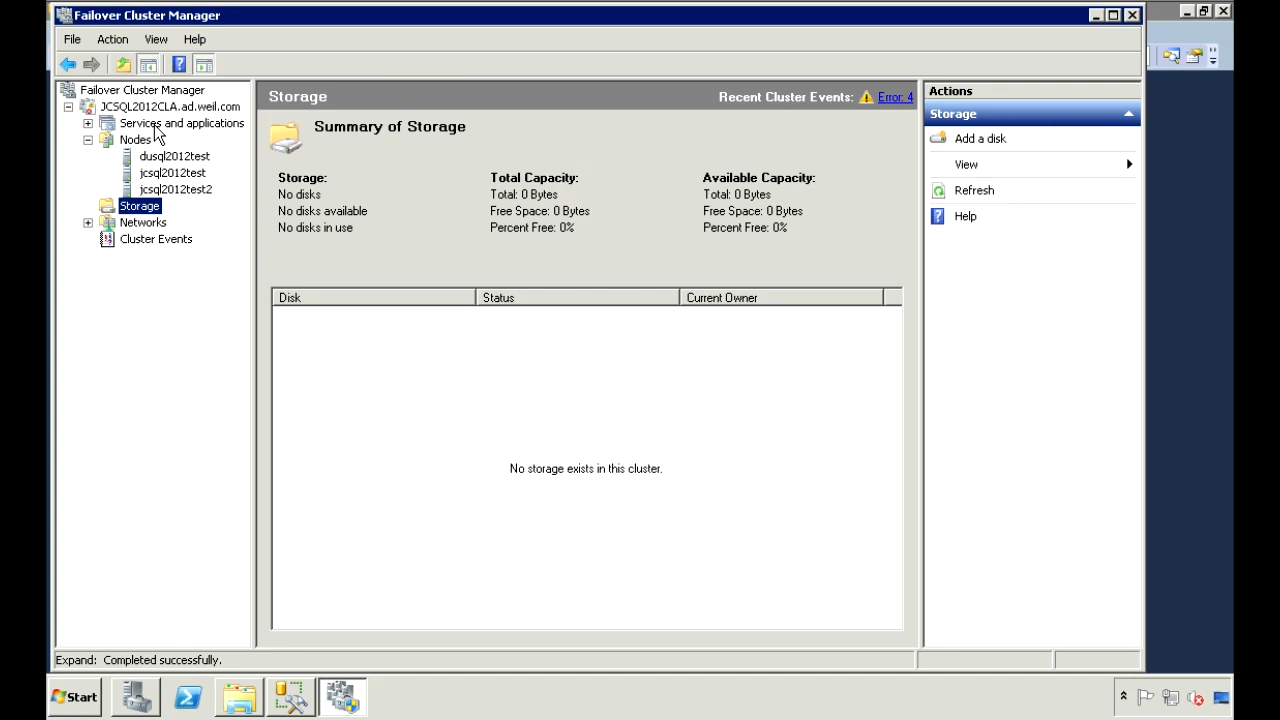 Failover Cluster Manager
File Action View Help
Failover Cluster Manager
JCSQL2012CLA.ad.weil.com
Services and applications
Nodes
dusql2012test
jcsql2012test
jcsql2012test2
Storage
Networks
Cluster Events
Storage
Recent Cluster Events: Error: 4
Summary of Storage
Storage:
No disks
No disks available
No disks in use
Total Capacity:
Total: 0 Bytes
Free Space: 0 Bytes
Percent Free: 0%
Available Capacity:
Total: 0 Bytes
Free Space: 0 Bytes
Percent Free: 0%
Disk Status Current Owner
No storage exists in this cluster.
Actions
Storage
Add a disk
View
Refresh
Help
Expand: Completed successfully.
Start